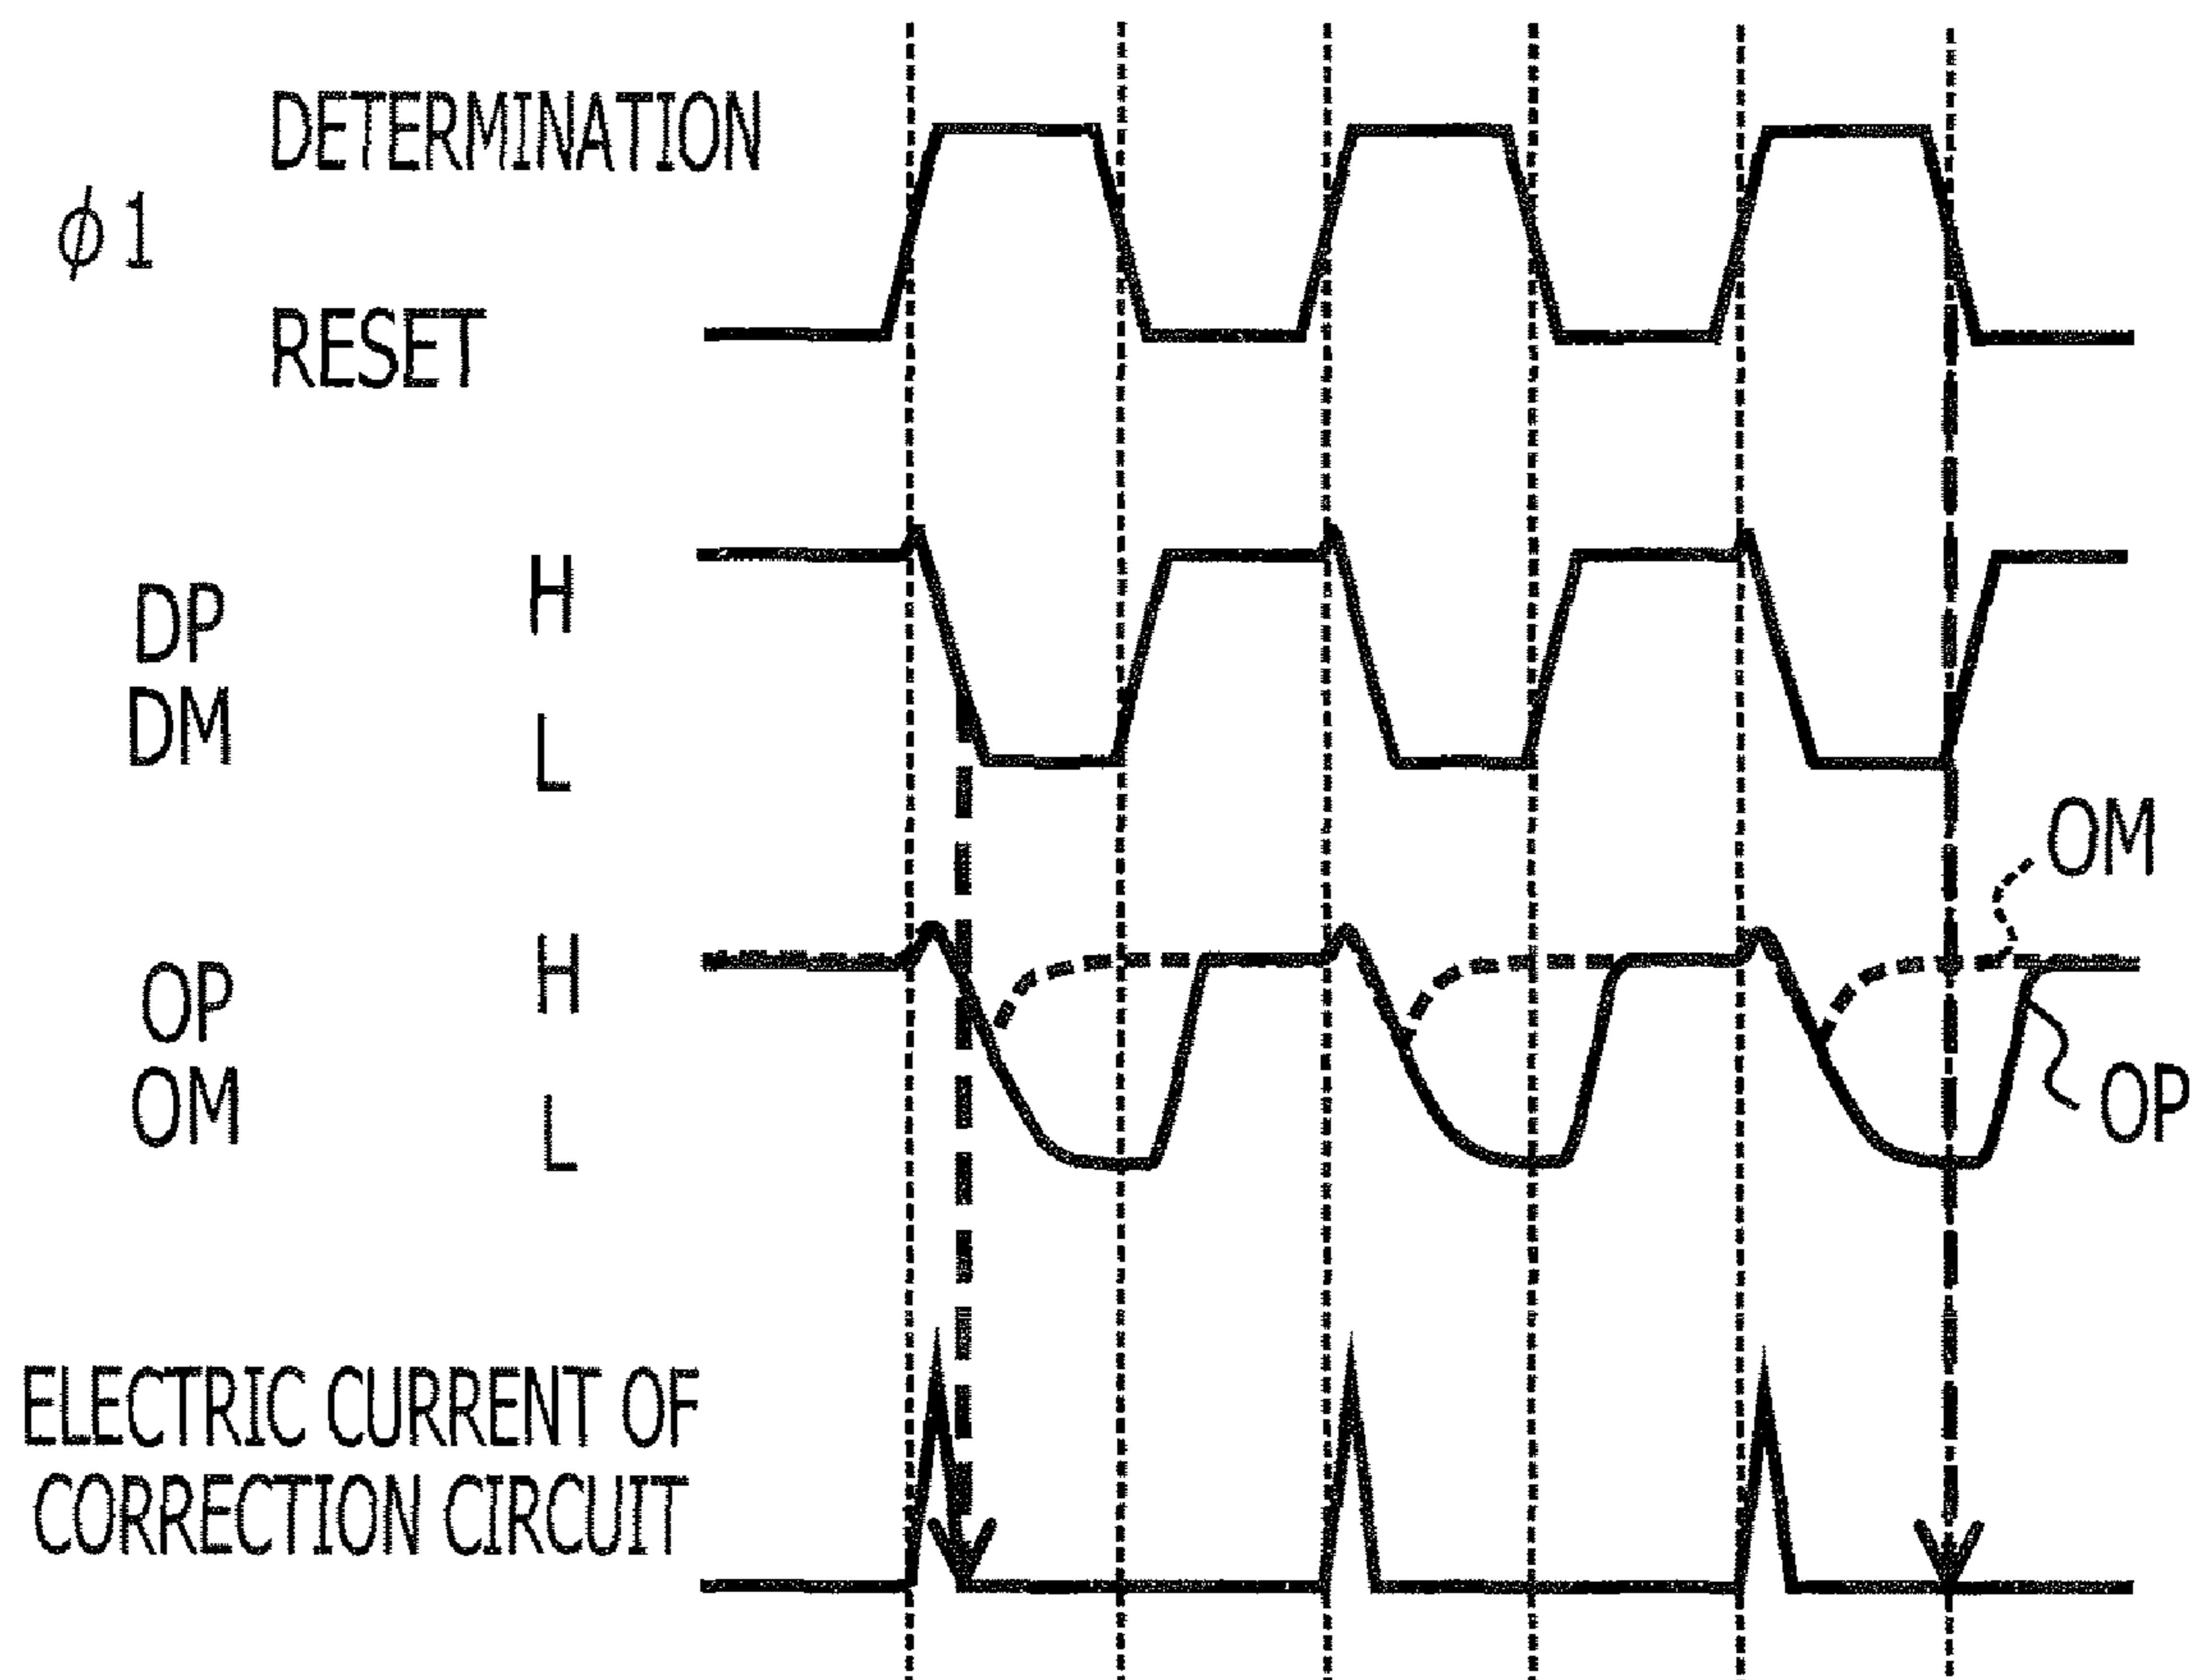 DETERMINATION
φ1
RESET
DP
DM
H
L
OM
OP
OM
H
L
OP
ELECTRIC CURRENT OF
CORRECTION CIRCUIT